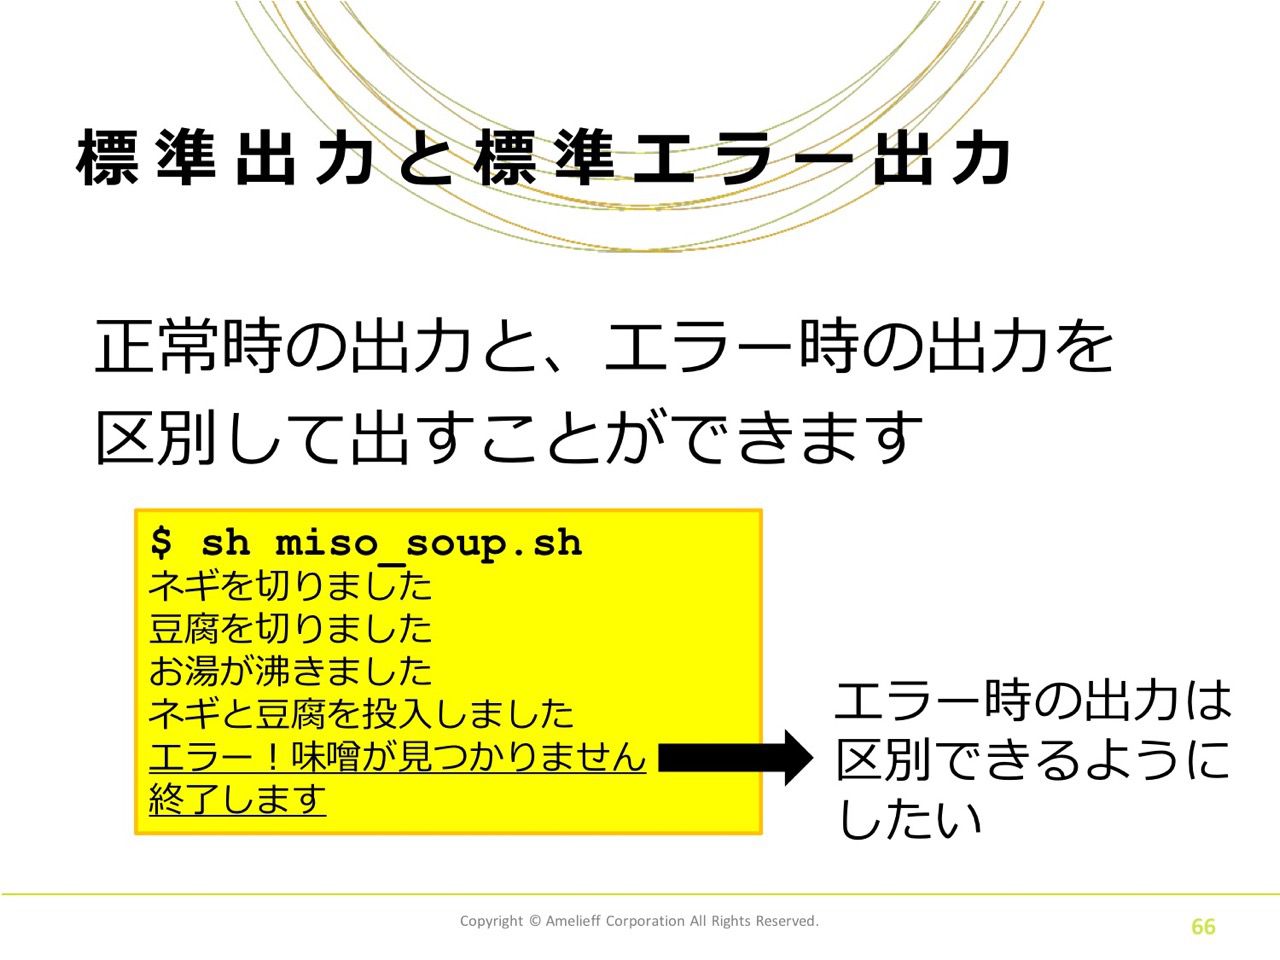 標準出力と標準エラー出力
正常時の出力と、エラー時の出力を
区別して出すことができます
$ sh miso_soup.sh
ネギを切りました
豆腐を切りました
お湯が沸きました
ネギと豆腐を投入しました
エラー！味噌が見つかりません
終了します
エラー時の出力は
区別できるように
したい
Copyright © Amelieff Corporation All Rights Reserved.
66